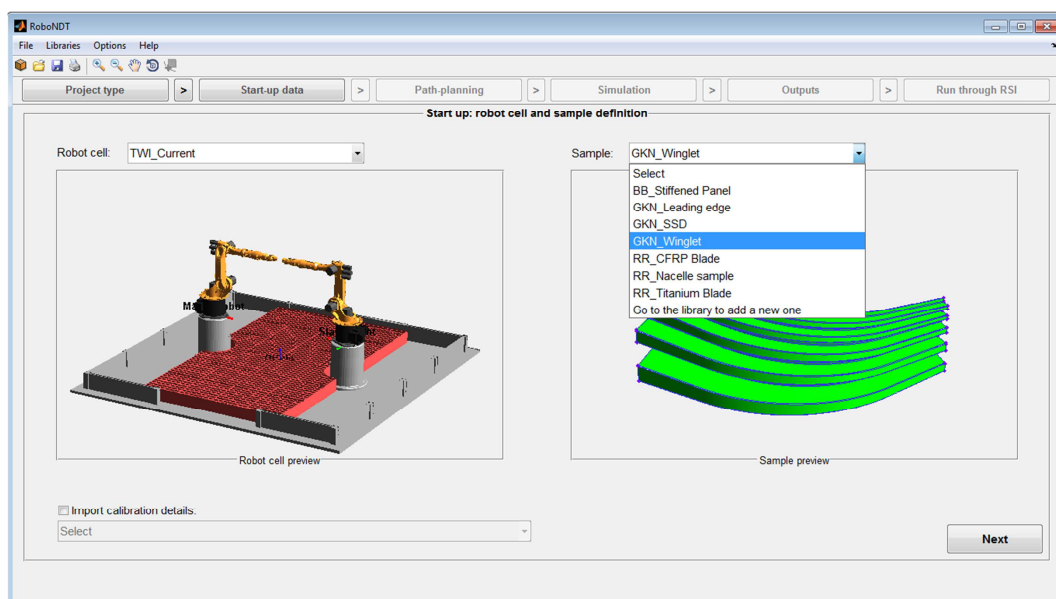 RoboNDT
File Libraries Options Help
Project type > Start-up data > Path-planning > Simulation > Outputs > Run through RSI
Start up: robot cell and sample definition
Robot cell: TWI_Current
Sample: GKN_Winglet
Select
BB_Stiffened Panel
GKN_Leading edge
GKN_SSD
GKN_Winglet
RR_CFRP Blade
RR_Nacelle sample
RR_Titanium Blade
Go to the library to add a new one
Robot cell preview
Sample preview
Import calibration details.
Select
Next